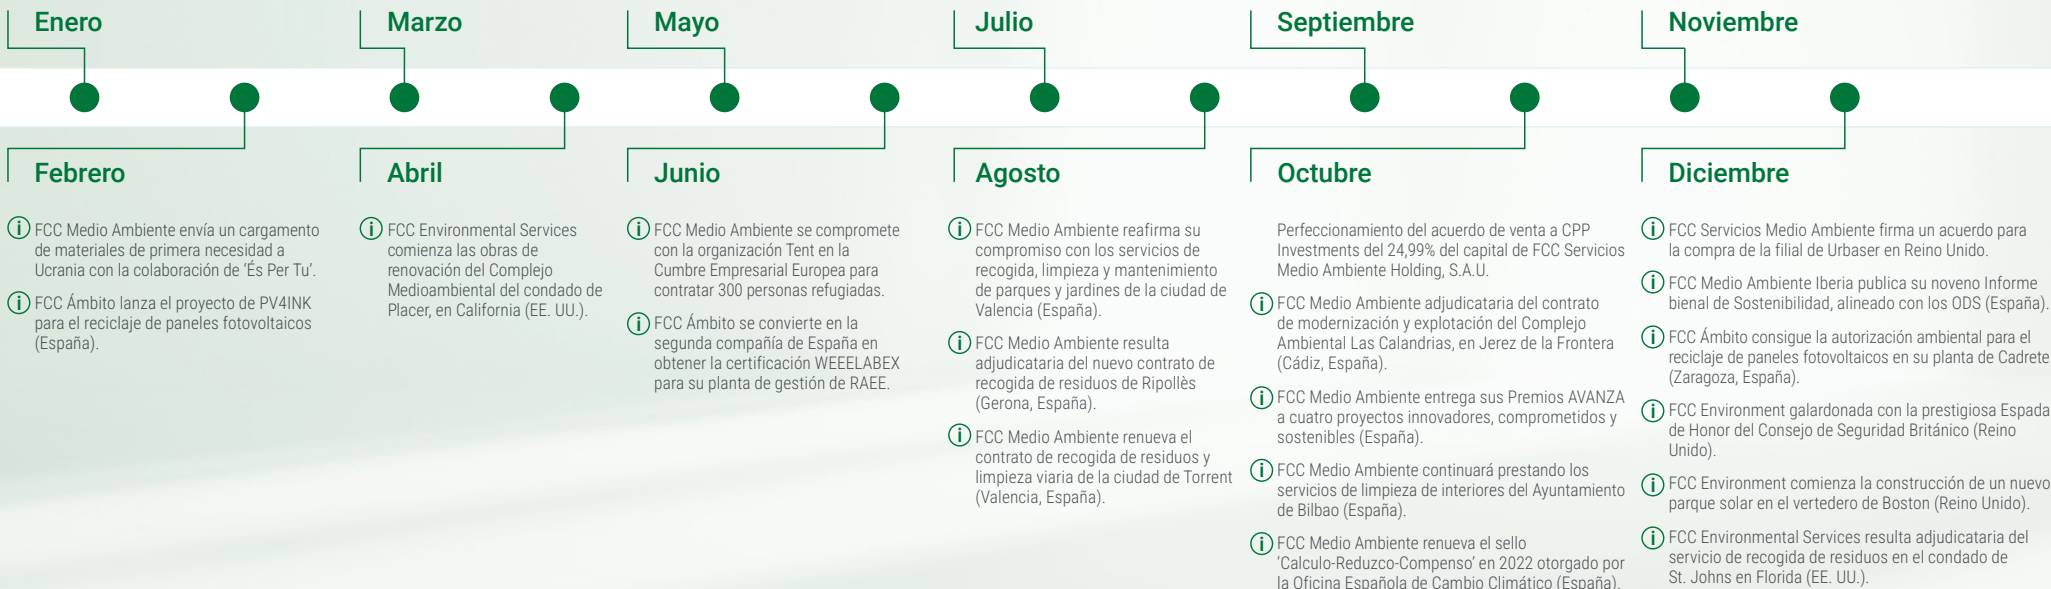 Enero
Marzo
Mayo
Julio
Septiembre
Noviembre
Febrero
Abril
Junio
Agosto
Octubre
Diciembre
FCC Medio Ambiente envía un cargamento
de materiales de primera necesidad a
Ucrania con la colaboración de ‘És Per Tu’.
FCC Ámbito lanza el proyecto de PV4INK
para el reciclaje de paneles fotovoltaicos
(España).
FCC Environmental Services
comienza las obras de
renovación del Complejo
Medioambiental del condado de
Placer, en California (EE. UU.).
FCC Medio Ambiente se compromete
con la organización Tent en la
Cumbre Empresarial Europea para
contratar 300 personas refugiadas.
FCC Ámbito se convierte en la
segunda compañía de España en
obtener la certificación WEEELABEX
para su planta de gestión de RAEE.
FCC Medio Ambiente reafirma su
compromiso con los servicios de
recogida, limpieza y mantenimiento
de parques y jardines de la ciudad de
Valencia (España).
FCC Medio Ambiente resulta
adjudicataria del nuevo contrato de
recogida de residuos de Ripollès
(Gerona, España).
FCC Medio Ambiente renueva el
contrato de recogida de residuos y
limpieza viaria de la ciudad de Torrent
(Valencia, España).
Perfeccionamiento del acuerdo de venta a CPP
Investments del 24,99% del capital de FCC Servicios
Medio Ambiente Holding, S.A.U.
FCC Medio Ambiente adjudicataria del contrato
de modernización y explotación del Complejo
Ambiental Las Calandrias, en Jerez de la Frontera
(Cádiz, España).
FCC Medio Ambiente entrega sus Premios AVANZA
a cuatro proyectos innovadores, comprometidos y
sostenibles (España).
FCC Medio Ambiente continuará prestando los
servicios de limpieza de interiores del Ayuntamiento
de Bilbao (España).
FCC Medio Ambiente renueva el sello
‘Calculo-Reduzco-Compenso’ en 2022 otorgado por
la Oficina Española de Cambio Climático (España).
FCC Servicios Medio Ambiente firma un acuerdo para
la compra de la filial de Urbaser en Reino Unido.
FCC Medio Ambiente Iberia publica su noveno Informe
bienal de Sostenibilidad, alineado con los ODS (España).
FCC Ámbito consigue la autorización ambiental para el
reciclaje de paneles fotovoltaicos en su planta de Cadrete
(Zaragoza, España).
FCC Environment galardonada con la prestigiosa Espada
de Honor del Consejo de Seguridad Británico (Reino
Unido).
FCC Environment comienza la construcción de un nuevo
parque solar en el vertedero de Boston (Reino Unido).
FCC Environmental Services resulta adjudicataria del
servicio de recogida de residuos en el condado de
St. Johns en Florida (EE. UU.).